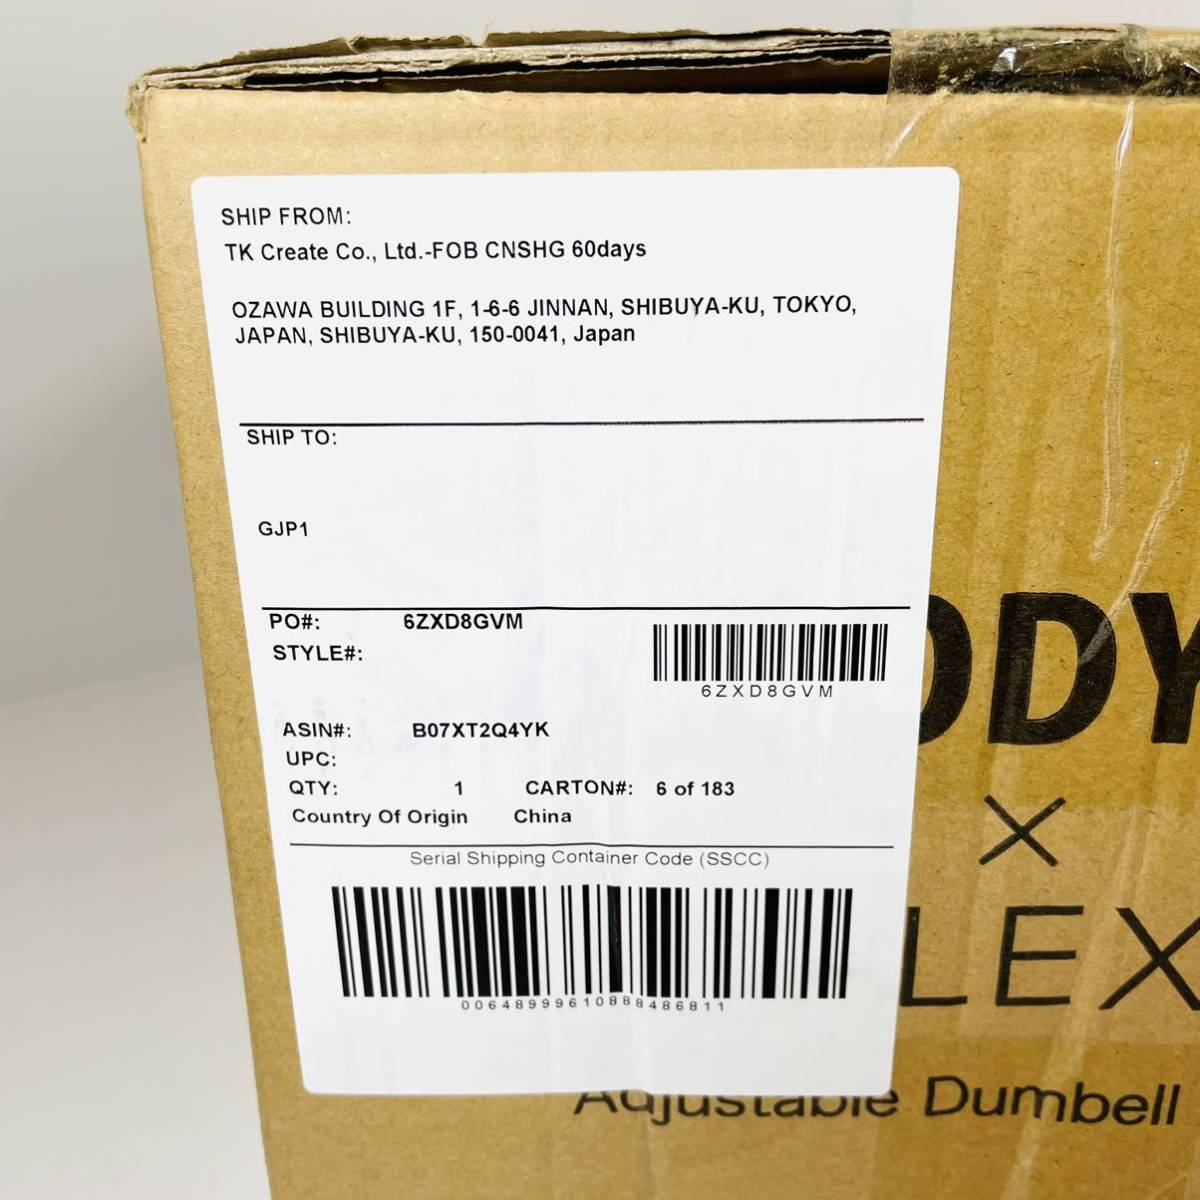 SHIP FROM:
TK Create Co., Ltd.-FOB CNSHG 60days
OZAWA BUILDING 1F, 1-6-6 JINNAN, SHIBUYA-KU, TOKYO,
JAPAN, SHIBUYA-KU, 150-0041, Japan
SHIP TO:
GJP1
PO#: 6ZXD8GVM
STYLE#:
6ZXD8GVM
ASIN#: B07XT2Q4YK
UPC:
QTY: 1 CARTON#: 6 of 183
Country Of Origin China
Serial Shipping Container Code (SSCC)
00648999610888486811
ODY
×
LEX
Adjustable Dumbell